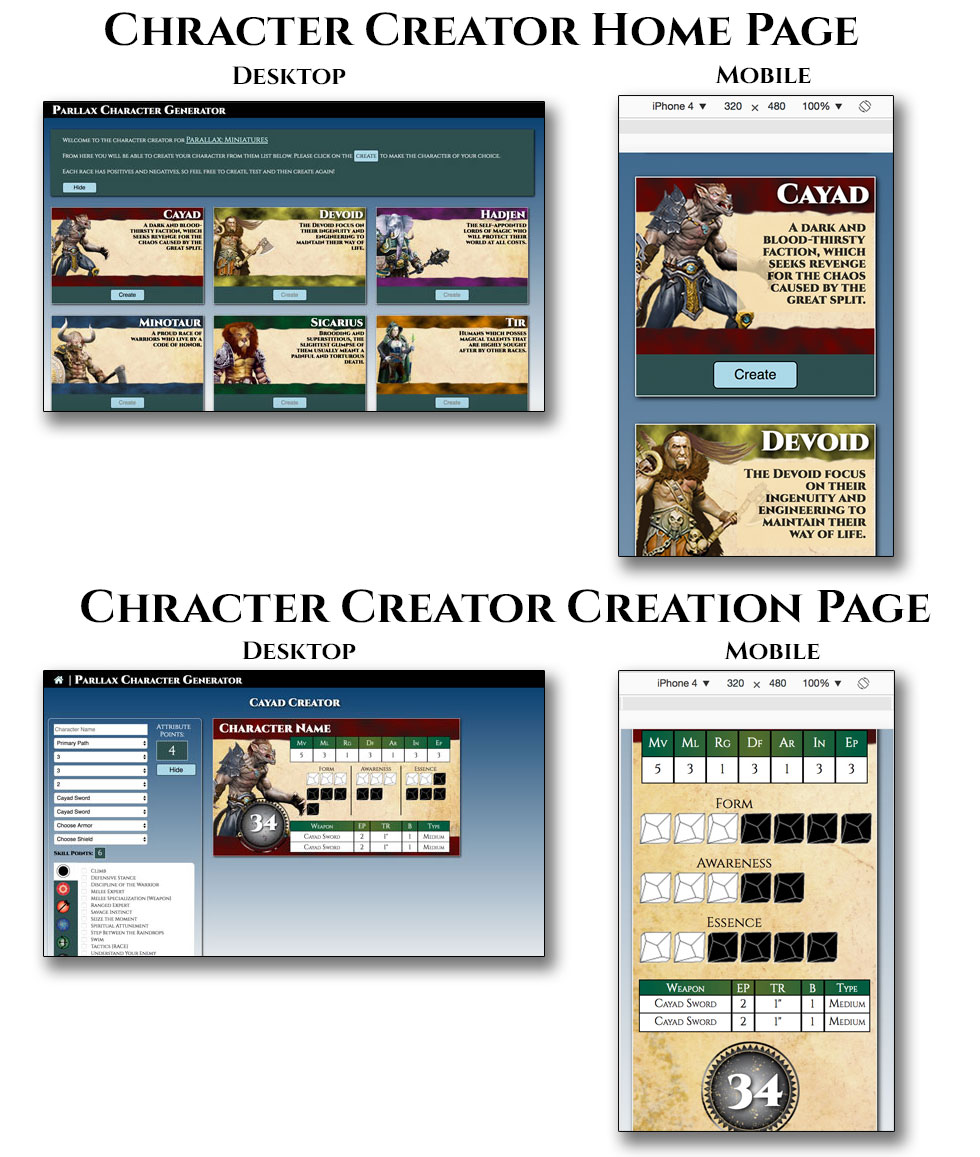 Chracter Creator Home Page
Desktop
Mobile
Parllax Character Generator
Welcome to the character creator for Parallax: Miniatures
From here you will be able to create your character from them list below. Please click on the CREATE to make the character of your choice.
Each race has positives and negatives, so feel free to create, test and then create again!
Hide
Cayad
A dark and blood-
thirsty faction, which
seeks revenge for the
chaos caused by the
great split.
Create
Devoid
The Devoid focus on
their ingenuity and
engineering to
maintain their way of
life.
Create
Hadjen
The self-appointed
lords of magic who
will protect their
world at all costs.
Create
Minotaur
A proud race of
warriors who live by a
code of honor.
Create
Sicarius
Brooding and
superstitious, the
slightest glimpse of
them usually meant a
painful and torturous
death.
Create
Tir
Humans which posses
magical talents that
are highly sought
after by other races.
Create
iPhone 4 ▼ 320 × 480 100% ▼
Cayad
A dark and
blood-thirsty
faction, which
seeks revenge
for the chaos
caused by the
great split.
Create
Devoid
The Devoid focus
on their
ingenuity and
engineering to
maintain their
way of life.
Chracter Creator Creation Page
Desktop
Mobile
| Parllax Character Generator
Cayad Creator
Character Name
Primary Path
3
3
2
Cayad Sword
Cayad Sword
Choose Armor
Choose Shield
Attribute
Points:
4
Hide
Skill Points: 6
Climb
Defensive Stance
Discipline of the Warrior
Melee Expert
Melee Specialization [Weapon]
Ranged Expert
Savage Instinct
Seize the Moment
Spiritual Attunement
Step Between the Raindrops
Swim
Tactics [Race]
Understand Your Enemy
Character Name
Mv Ml Rg Df Ar In Ep
5 3 1 3 1 3 3
Form Awareness Essence
34
Weapon EP TR B Type
Cayad Sword 2 1" 1 Medium
Cayad Sword 2 1" 1 Medium
iPhone 4 ▼ 320 × 480 100% ▼
Mv Ml Rg Df Ar In Ep
5 3 1 3 1 3 3
Form
Awareness
Essence
Weapon EP TR B Type
Cayad Sword 2 1" 1 Medium
Cayad Sword 2 1" 1 Medium
34